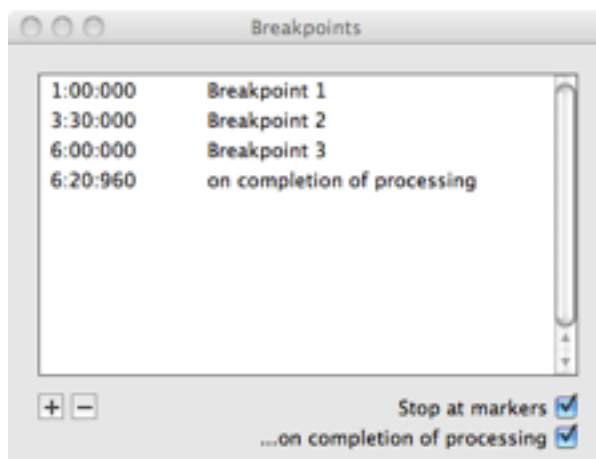 Breakpoints
1:00:000 Breakpoint 1
3:30:000 Breakpoint 2
6:00:000 Breakpoint 3
6:20:960 on completion of processing
+ −
Stop at markers
...on completion of processing